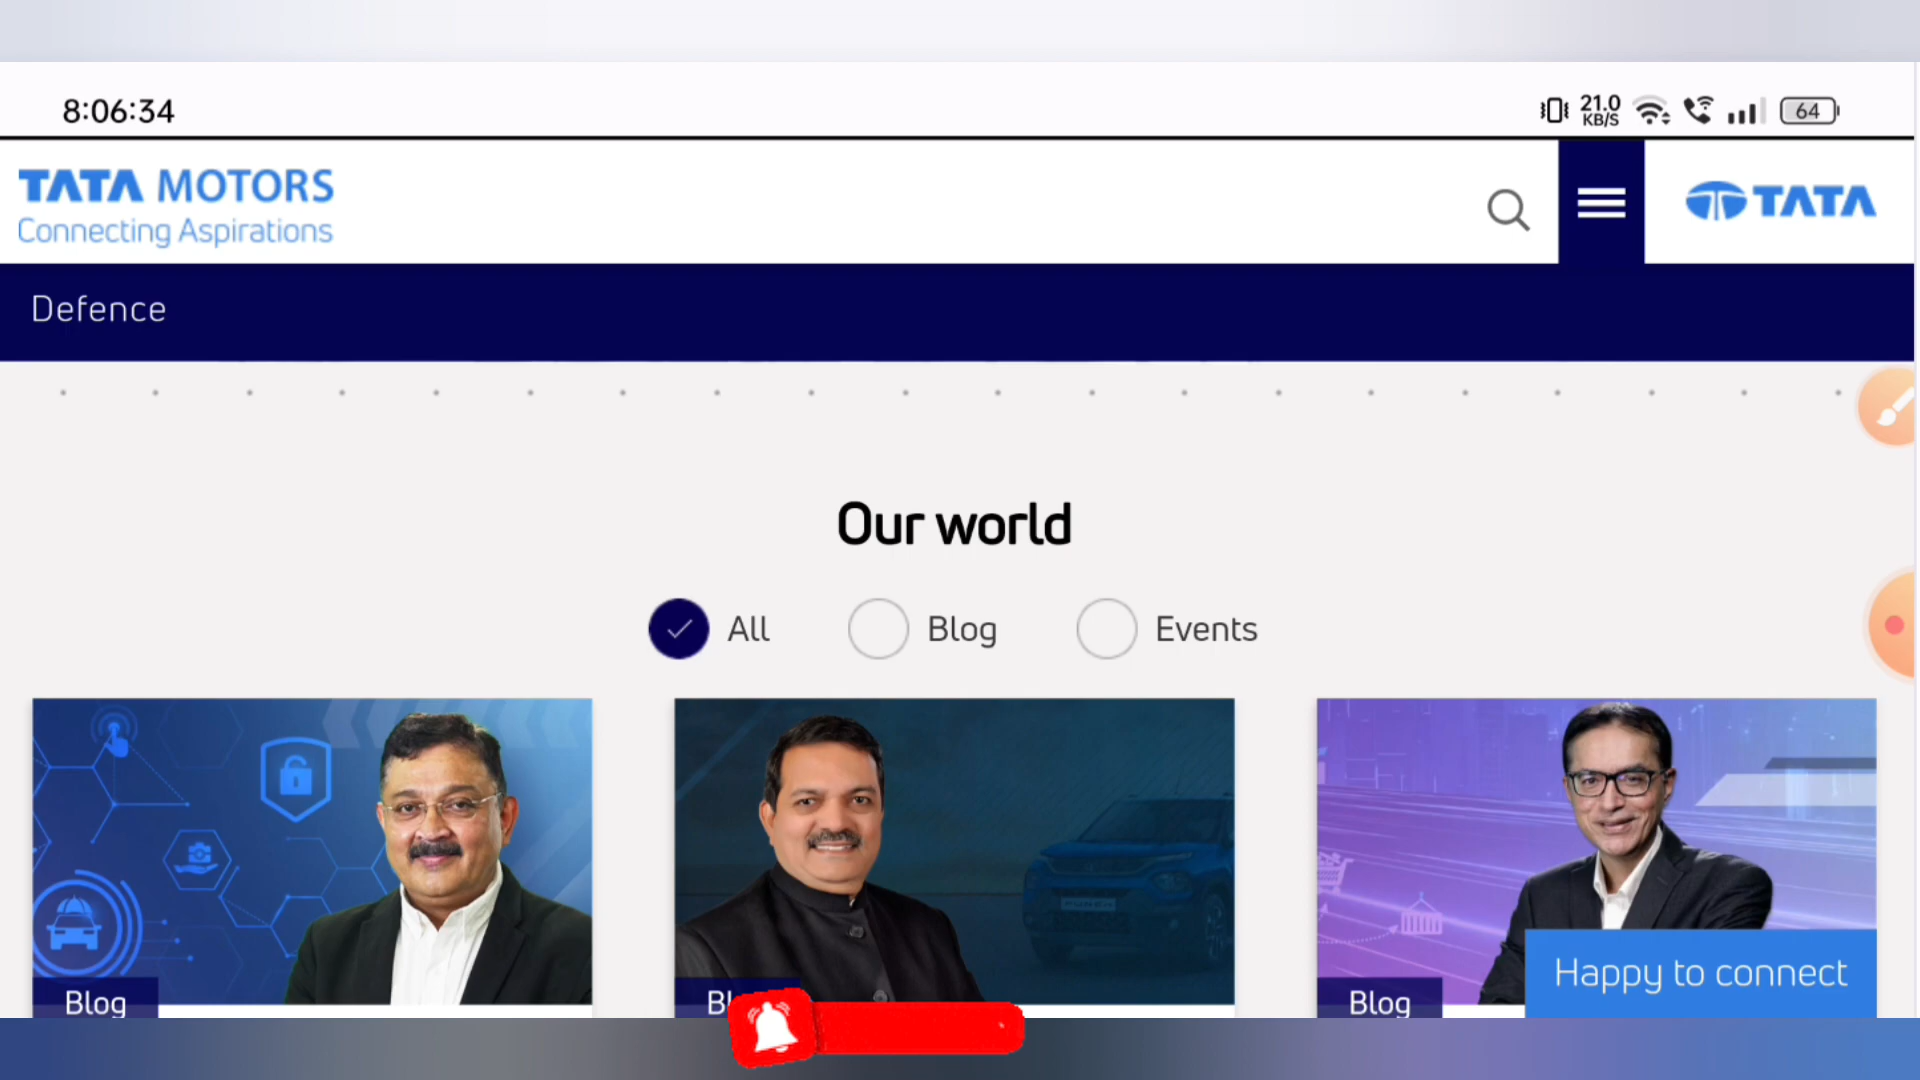 8:06:34
21.0
KB/S
64
TATA MOTORS
Connecting Aspirations
TATA
Defence
Our world
All
Blog
Events
Blog
Blog
Happy to connect